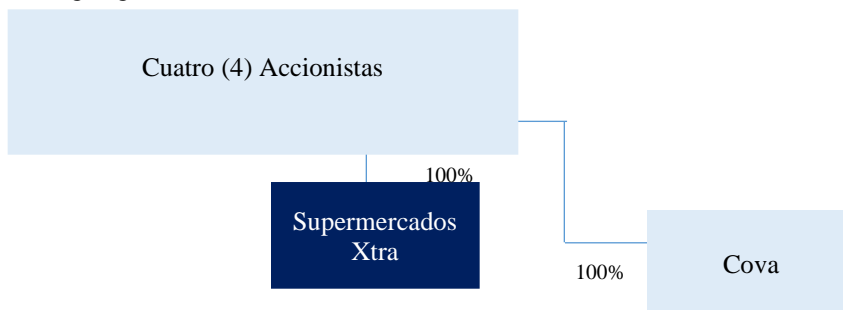 Cuatro (4) Accionistas
100%
Supermercados
Xtra
100%
Cova